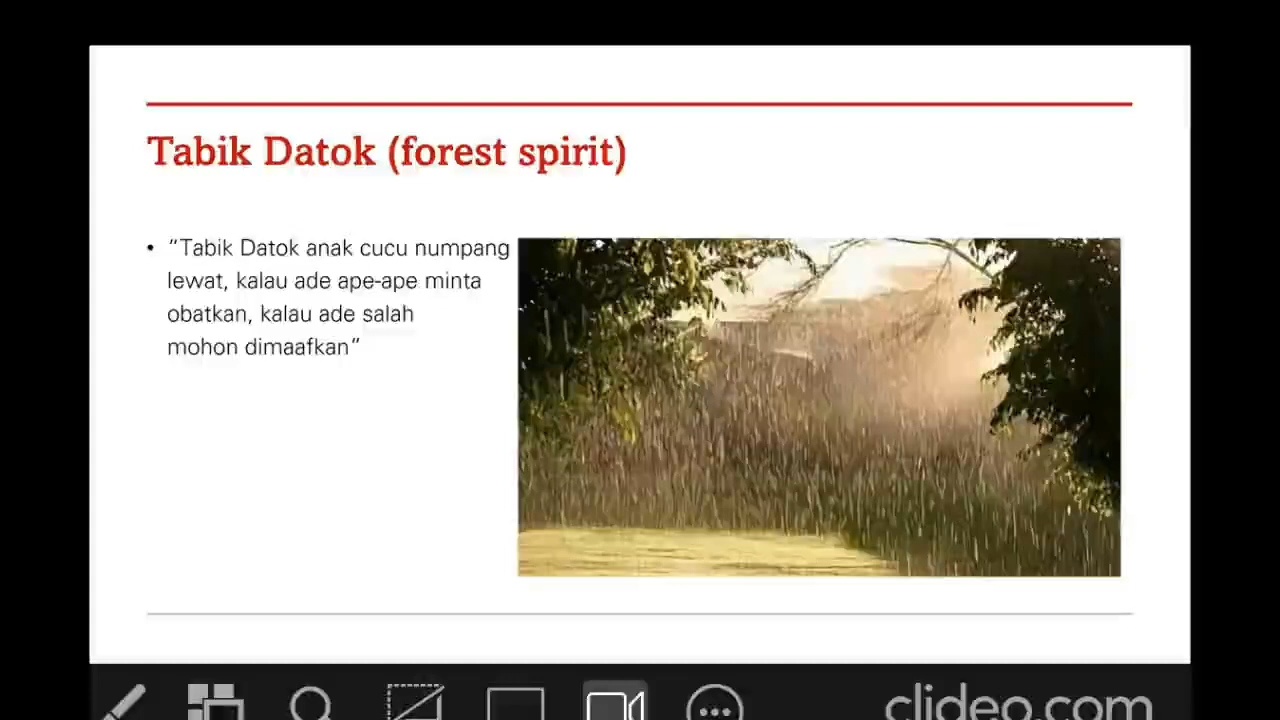 Tabik Datok (forest spirit)
• “Tabik Datok anak cucu numpang
lewat, kalau ade ape-ape minta
obatkan, kalau ade salah
mohon dimaafkan”
clideo.com